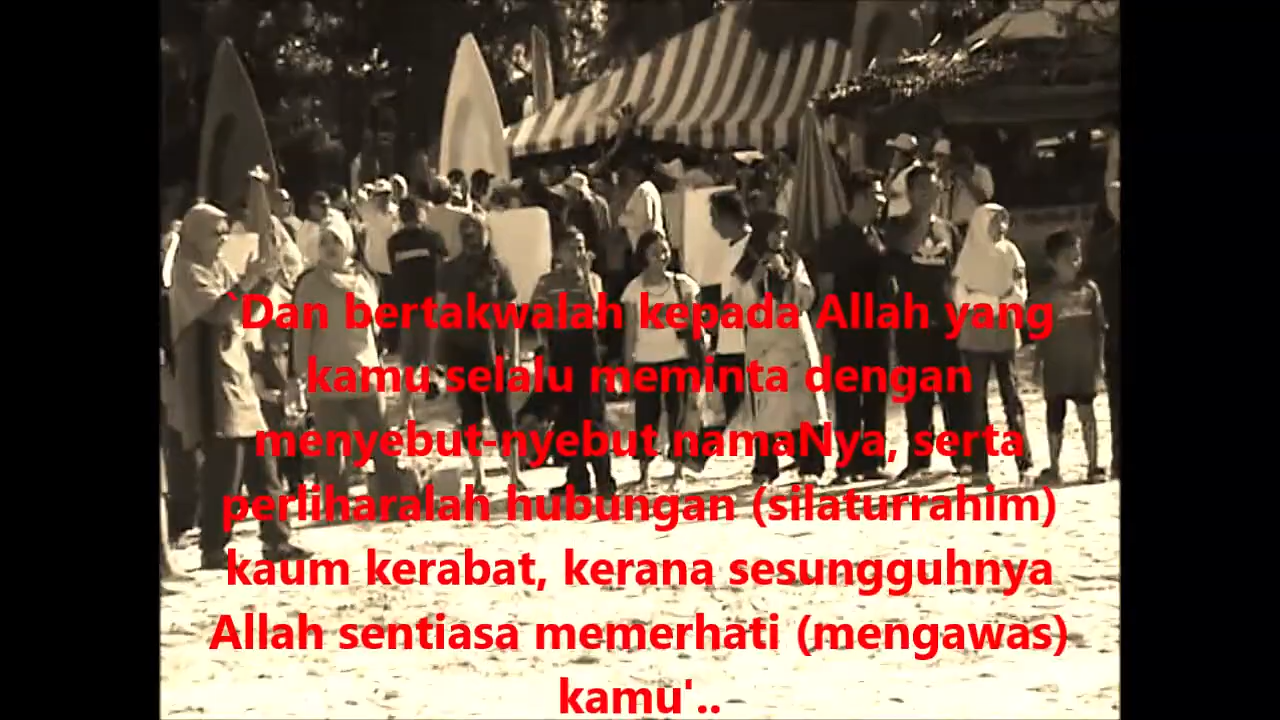 `Dan bertakwalah kepada Allah yang
kamu selalu meminta dengan
menyebut-nyebut namaNya, serta
perliharalah hubungan (silaturrahim)
kaum kerabat, kerana sesungguhnya
Allah sentiasa memerhati (mengawas)
kamu'..